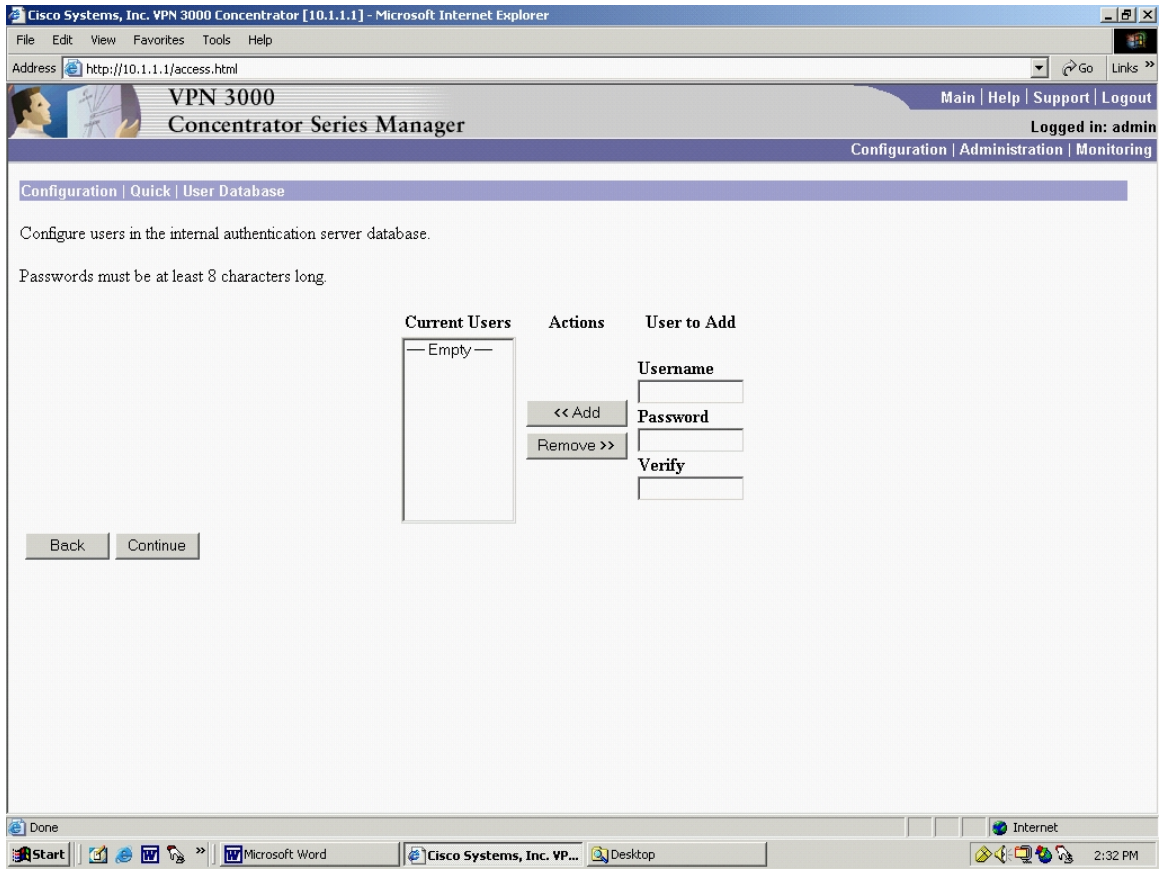 Cisco Systems, Inc. VPN 3000 Concentrator [10.1.1.1] - Microsoft Internet Explorer
File Edit View Favorites Tools Help
Address http://10.1.1.1/access.html Go Links »
VPN 3000
Concentrator Series Manager
Main | Help | Support | Logout
Logged in: admin
Configuration | Administration | Monitoring
Configuration | Quick | User Database
Configure users in the internal authentication server database.
Passwords must be at least 8 characters long.
Current Users Actions User to Add
— Empty —
Username
<< Add
Password
Remove >>
Verify
Back Continue
Done Internet
Start » Microsoft Word Cisco Systems, Inc. VP... Desktop 2:32 PM